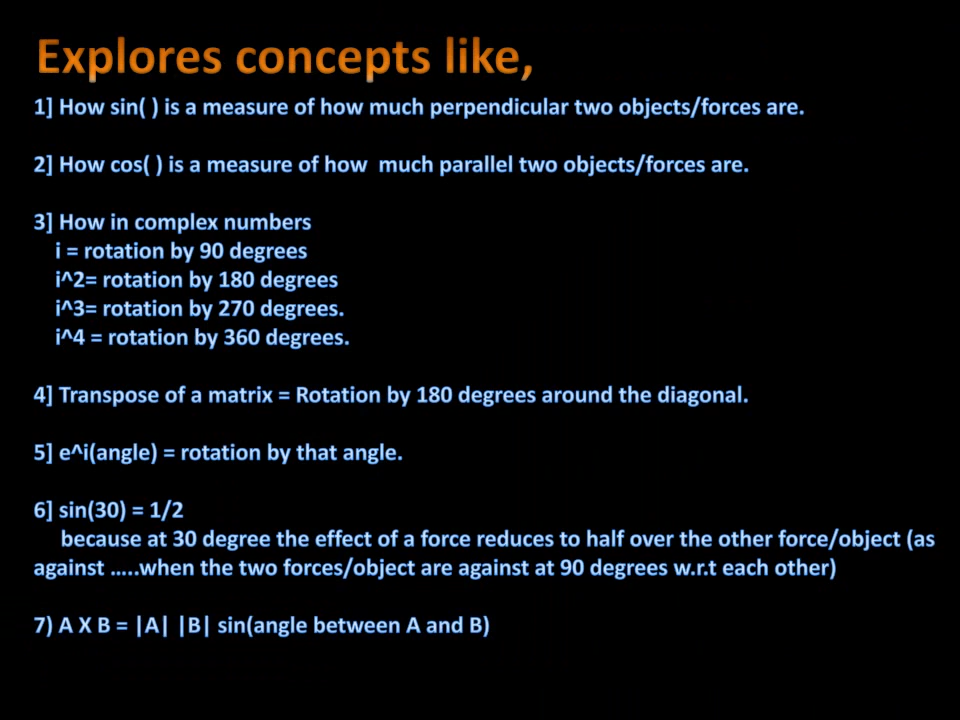 Explores concepts like,
1] How sin( ) is a measure of how much perpendicular two objects/forces are.
2] How cos( ) is a measure of how  much parallel two objects/forces are.
3] How in complex numbers
i = rotation by 90 degrees
i^2= rotation by 180 degrees
i^3= rotation by 270 degrees.
i^4 = rotation by 360 degrees.
4] Transpose of a matrix = Rotation by 180 degrees around the diagonal.
5] e^i(angle) = rotation by that angle.
6] sin(30) = 1/2
because at 30 degree the effect of a force reduces to half over the other force/object (as
against …..when the two forces/object are against at 90 degrees w.r.t each other)
7) A X B = |A| |B| sin(angle between A and B)